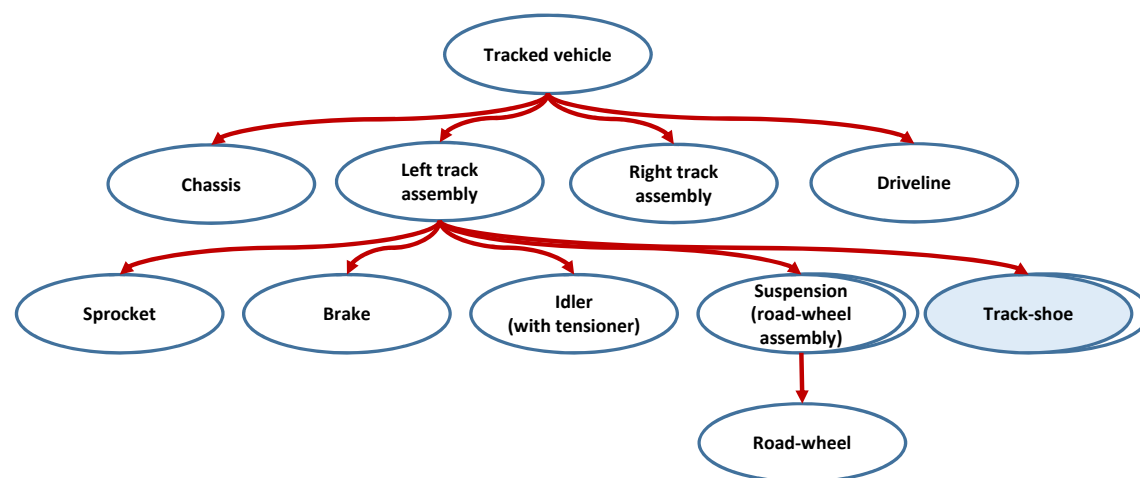 Tracked vehicle
Chassis
Left track
assembly
Right track
assembly
Driveline
Sprocket
Brake
Idler
(with tensioner)
Suspension
(road-wheel
assembly)
Track-shoe
Road-wheel